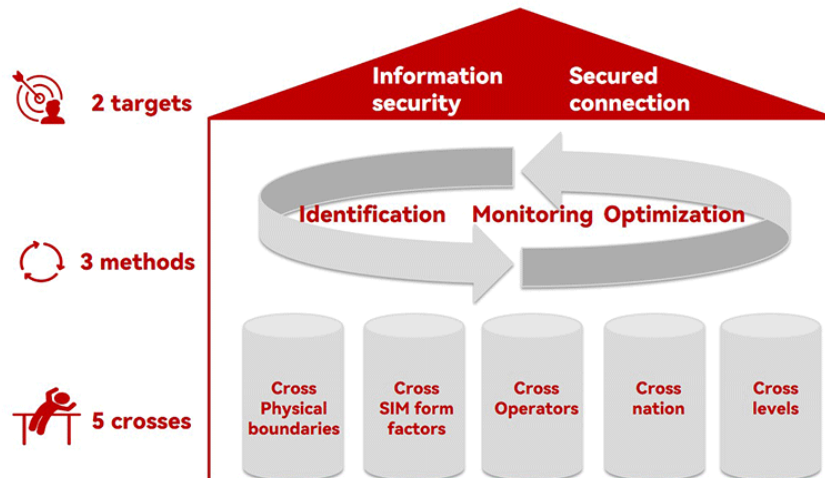 2 targets
Information
security
Secured
connection
3 methods
Identification
Monitoring
Optimization
5 crosses
Cross
Physical
boundaries
Cross
SIM form
factors
Cross
Operators
Cross
nation
Cross
levels